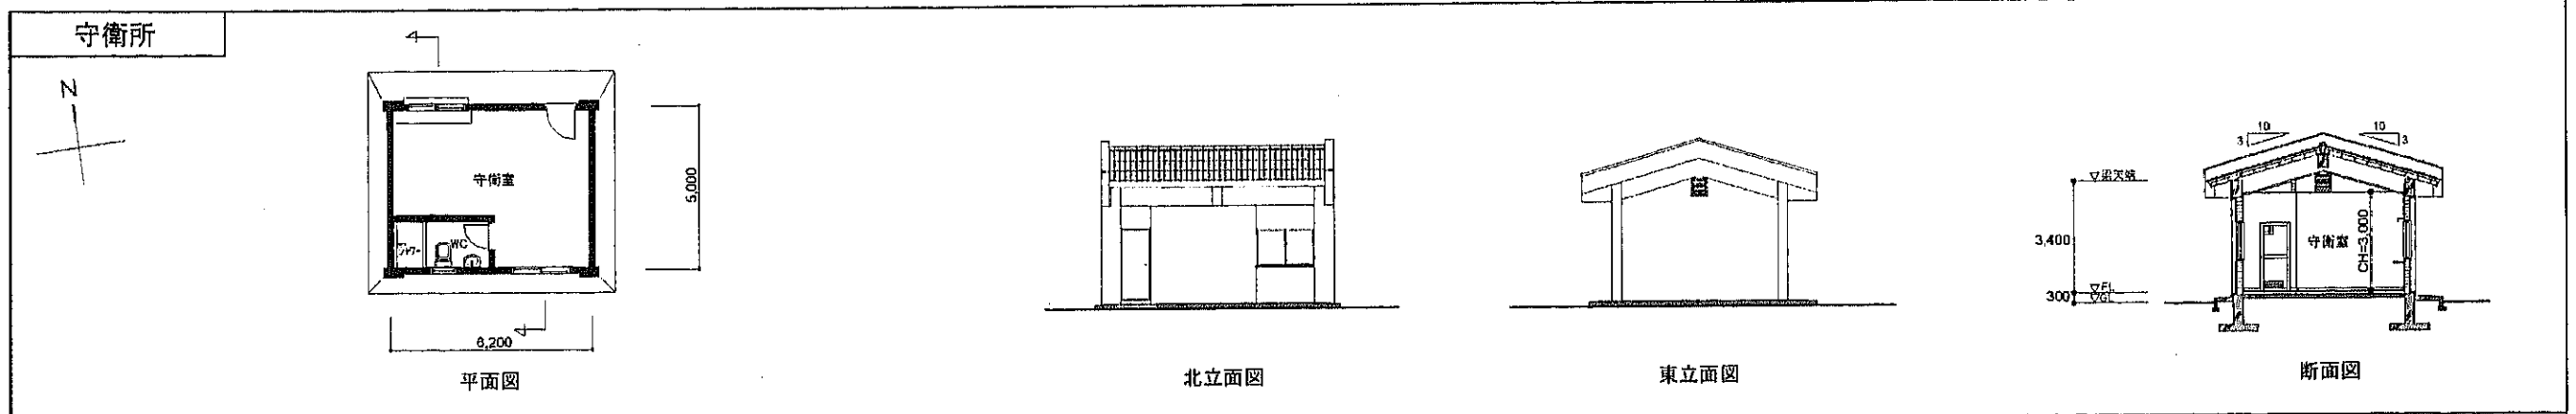 守衛所
N
守衛室
シャワー
WC
5,000
6,200
平面図
北立面図
東立面図
10
3
10
3
▽梁天端
3,400
守衛室
CH=3,000
▽FL
300
▽GL
断面図